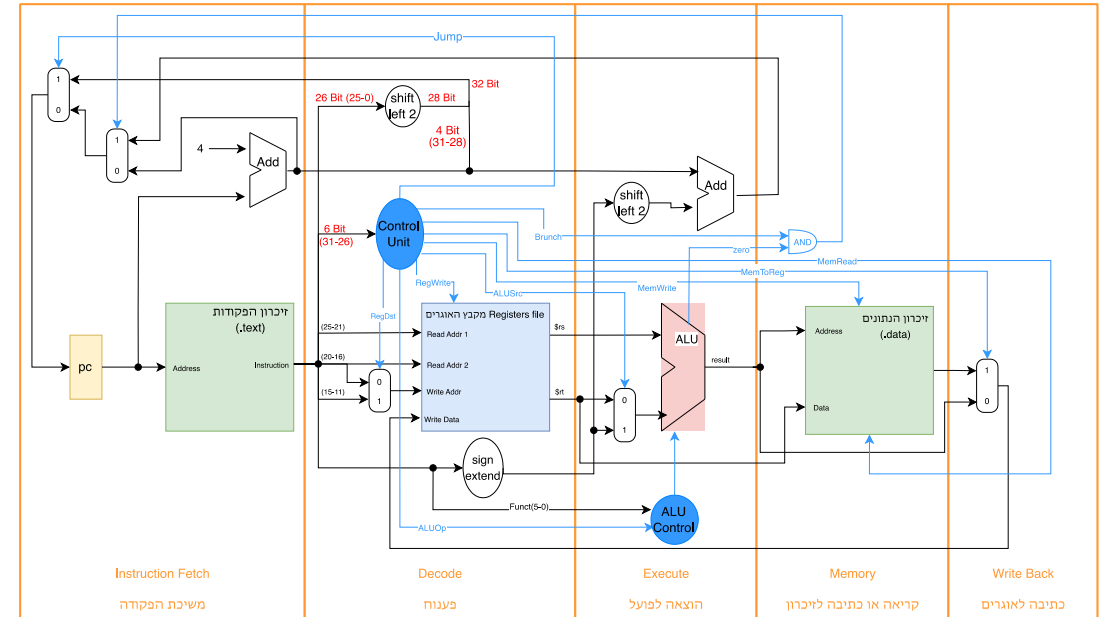 Jump
1
0
1
0
4
Add
26 Bit (25-0)
shift
left 2
28 Bit
32 Bit
4 Bit
(31-28)
6 Bit
(31-26)
Control
Unit
shift
left 2
Add
Brunch
AND
zero
MemRead
MemToReg
MemWrite
RegWrite
ALUSrc
RegDst
pc
זיכרון הפקודות
(.text)
Address
Instruction
(25-21)
(20-16)
(15-11)
0
1
מקבץ האוגרים Registers file
Read Addr 1
Read Addr 2
Write Addr
Write Data
$rs
$rt
0
1
ALU
result
זיכרון הנתונים
(.data)
Address
Data
1
0
sign
extend
Funct(5-0)
ALUOp
ALU
Control
Instruction Fetch
משיכת הפקודה
Decode
פענוח
Execute
הוצאה לפועל
Memory
קריאה או כתיבה לזיכרון
Write Back
כתיבה לאוגרים